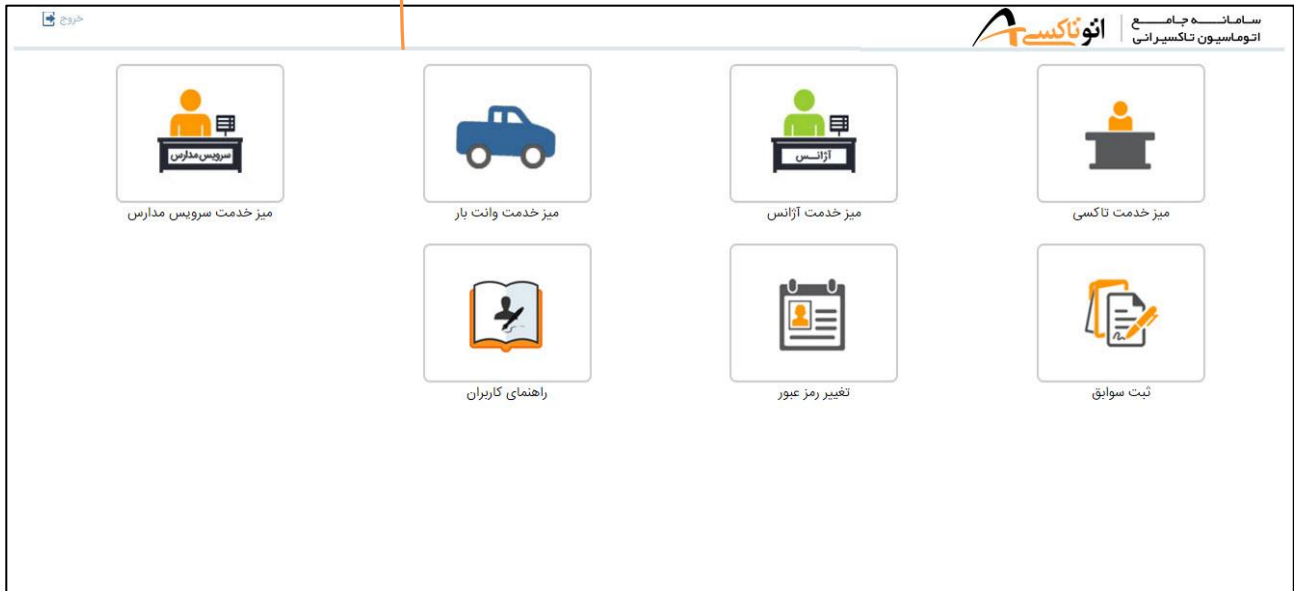 سامانه جامع
اتوماسیون تاکسیرانی
اتوتاکسی
خروج
میز خدمت تاکسی
میز خدمت آژانس
آژانس
میز خدمت وانت بار
میز خدمت سرویس مدارس
سرویس مدارس
ثبت سوابق
تغییر رمز عبور
راهنمای کاربران